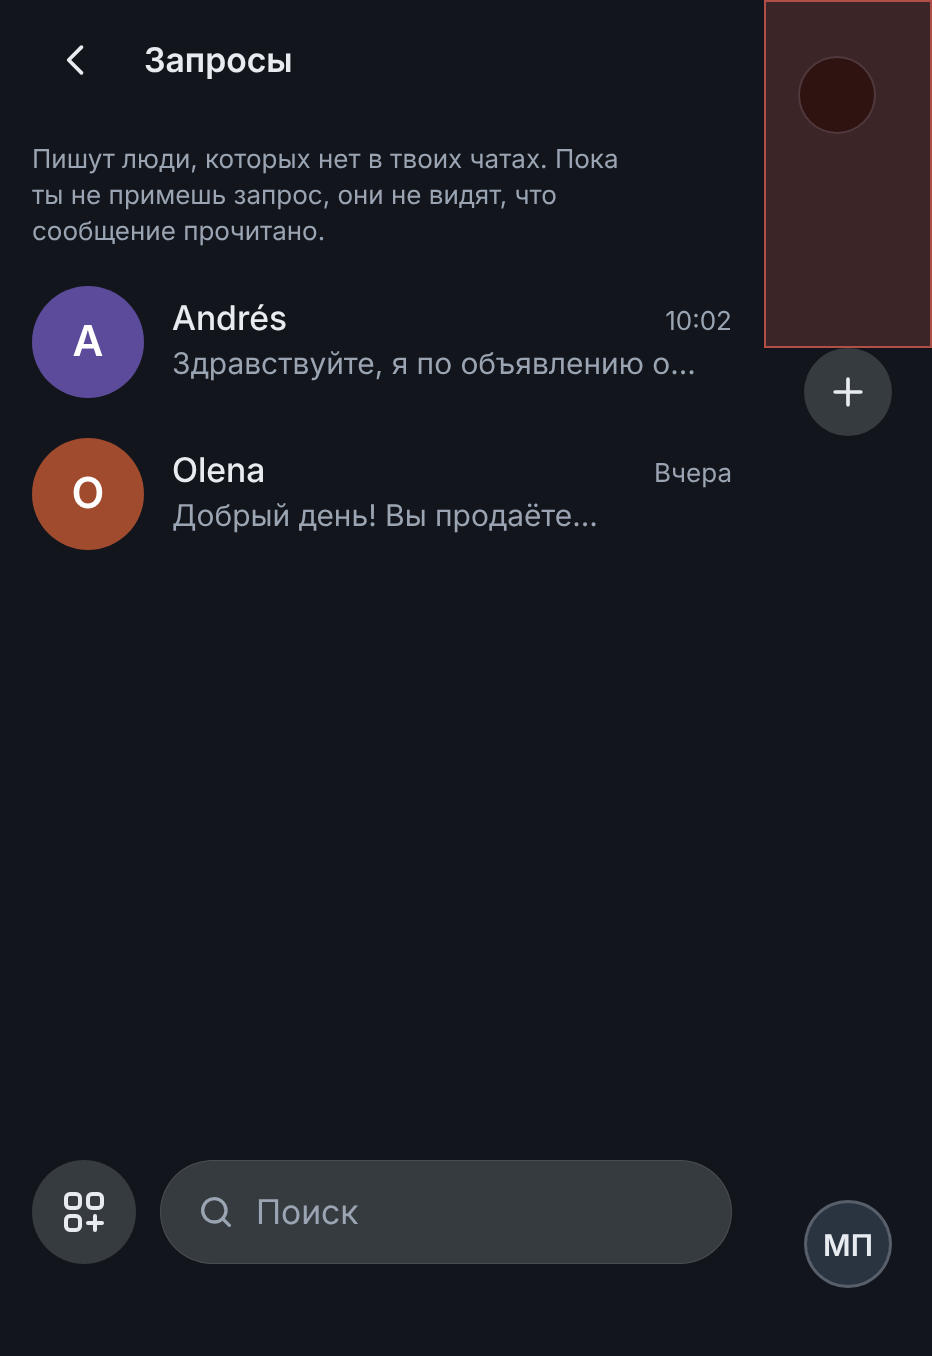 Запросы
Пишут люди, которых нет в твоих чатах. Пока
ты не примешь запрос, они не видят, что
сообщение прочитано.
A
Andrés
10:02
Здравствуйте, я по объявлению о...
O
Olena
Вчера
Добрый день! Вы продаёте...
Поиск
МП